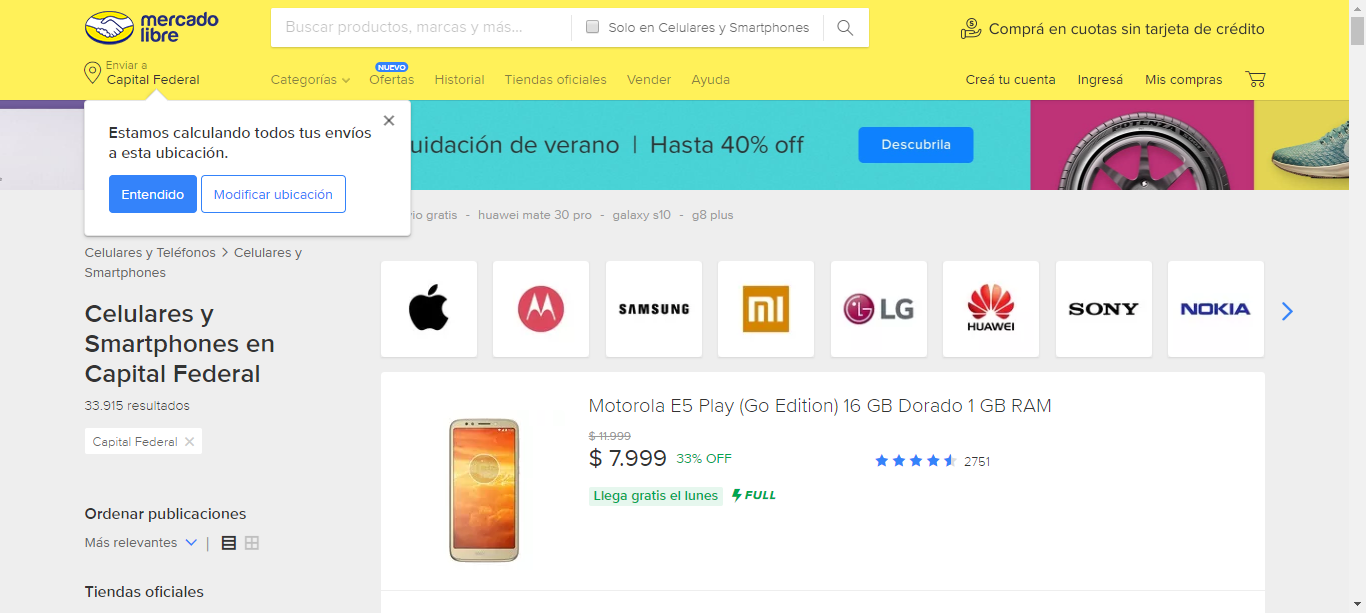 mercado
libre
Buscar productos, marcas y más...
Solo en Celulares y Smartphones
Comprá en cuotas sin tarjeta de crédito
Enviar a
Capital Federal
NUEVO
Categorías
Ofertas
Historial
Tiendas oficiales
Vender
Ayuda
Creá tu cuenta
Ingresá
Mis compras
Estamos calculando todos tus envíos
a esta ubicación.
Entendido
Modificar ubicación
uidación de verano | Hasta 40% off
Descubrila
POTENZA
io gratis - huawei mate 30 pro - galaxy s10 - g8 plus
Celulares y Teléfonos > Celulares y
Smartphones
Celulares y
Smartphones en
Capital Federal
33.915 resultados
Capital Federal
Ordenar publicaciones
Más relevantes
Tiendas oficiales
SAMSUNG
mi
LG
HUAWEI
SONY
NOKIA
Motorola E5 Play (Go Edition) 16 GB Dorado 1 GB RAM
$ 11.999
$ 7.999 33% OFF
2751
Llega gratis el lunes
FULL